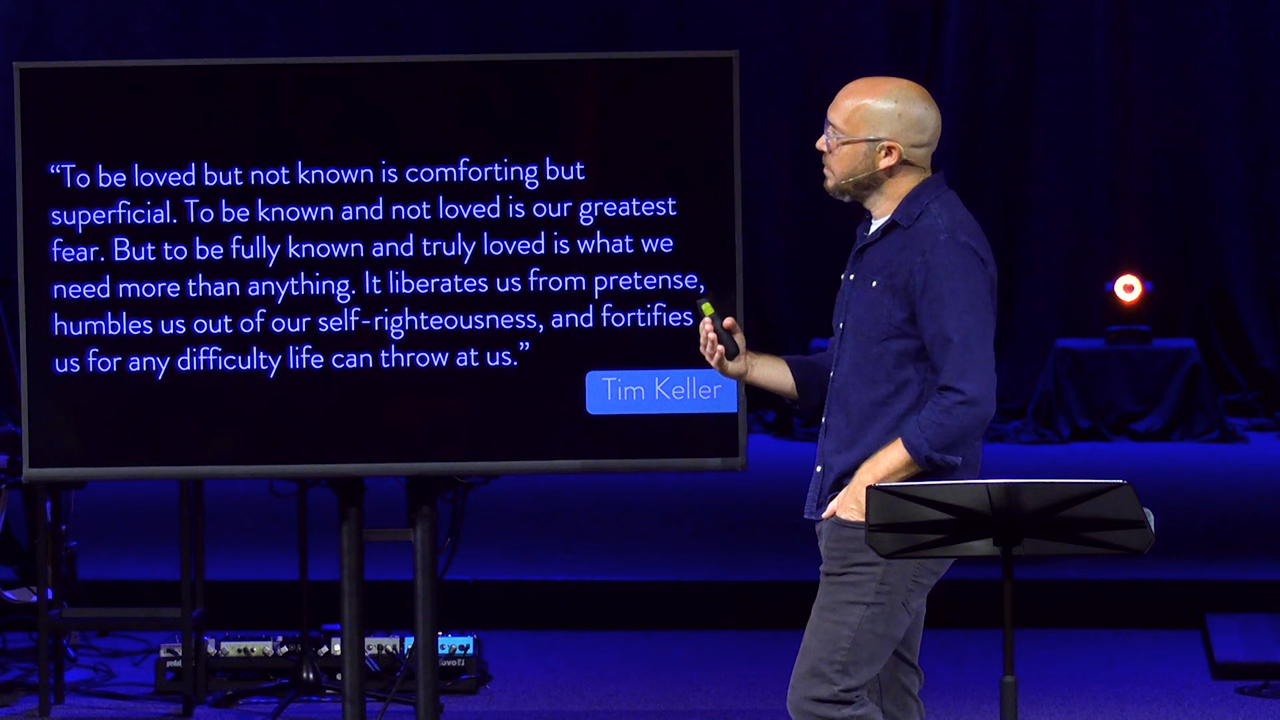 “To be loved but not known is comforting but
superficial. To be known and not loved is our greatest
fear. But to be fully known and truly loved is what we
need more than anything. It liberates us from pretense,
humbles us out of our self-righteousness, and fortifies
us for any difficulty life can throw at us.”
Tim Keller